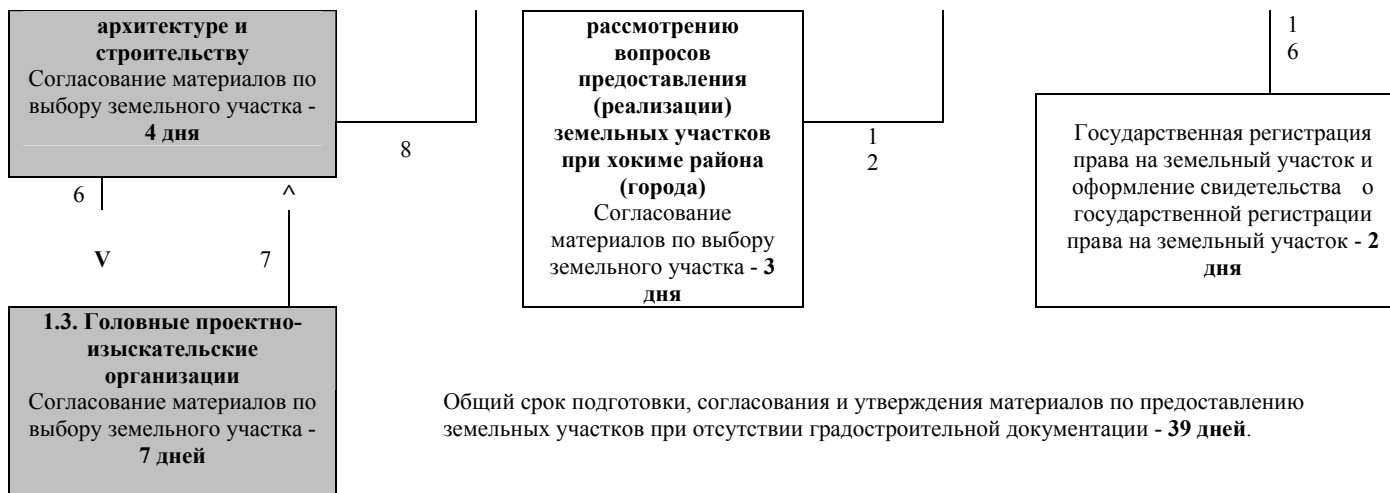 архитектуре и
строительству
Согласование материалов по
выбору земельного участка -
4 дня
6
^
V
7
1.3. Головные проектно-
изыскательские
организации
Согласование материалов по
выбору земельного участка -
7 дней
8
рассмотрению
вопросов
предоставления
(реализации)
земельных участков
при хокиме района
(города)
Согласование
материалов по выбору
земельного участка - 3
дня
1
2
1
6
Государственная регистрация
права на земельный участок и
оформление свидетельства о
государственной регистрации
права на земельный участок - 2
дня
Общий срок подготовки, согласования и утверждения материалов по предоставлению
земельных участков при отсутствии градостроительной документации - 39 дней.